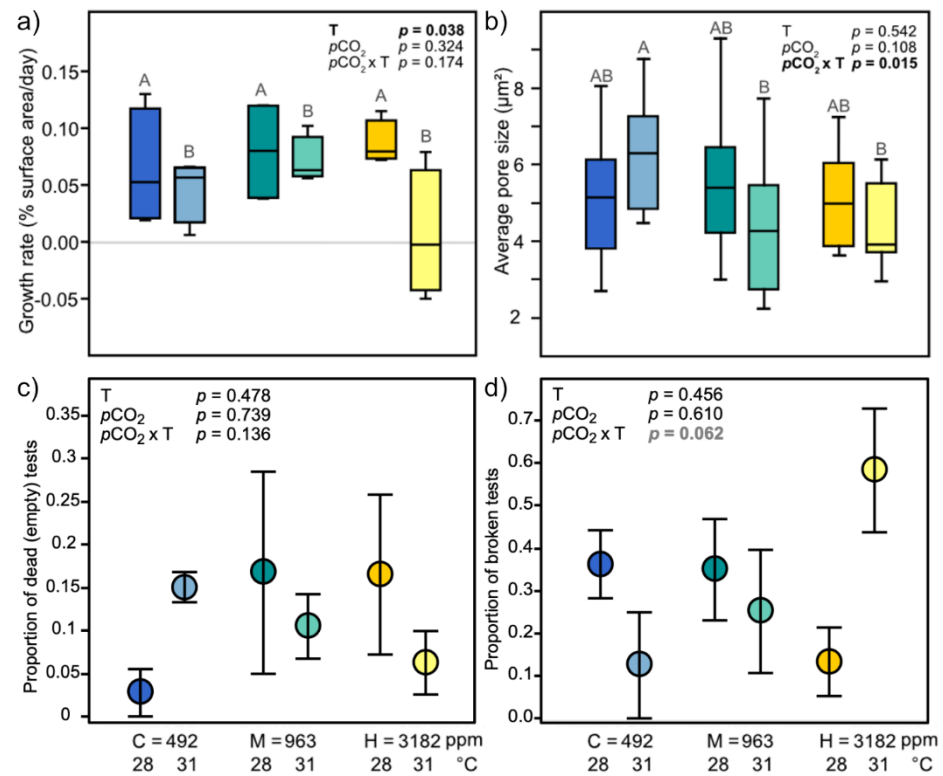 a)
T p = 0.038
pCO2 p = 0.324
pCO2 x T p = 0.174
Growth rate (% surface area/day)
0.15
0.10
0.05
0.00
-0.05
A
B
A
B
A
B
b)
T p = 0.542
pCO2 p = 0.108
pCO2 x T p = 0.015
Average pore size (μm²)
8
6
4
2
AB
A
AB
B
AB
B
c)
T p = 0.478
pCO2 p = 0.739
pCO2 x T p = 0.136
Proportion of dead (empty) tests
0.35
0.3
0.25
0.2
0.15
0.1
0.05
0
C = 492 M = 963 H = 3182 ppm
28 31 28 31 28 31 °C
d)
T p = 0.456
pCO2 p = 0.610
pCO2 x T p = 0.062
Proportion of broken tests
0.7
0.6
0.5
0.4
0.3
0.2
0.1
0.0
C = 492 M = 963 H = 3182 ppm
28 31 28 31 28 31 °C